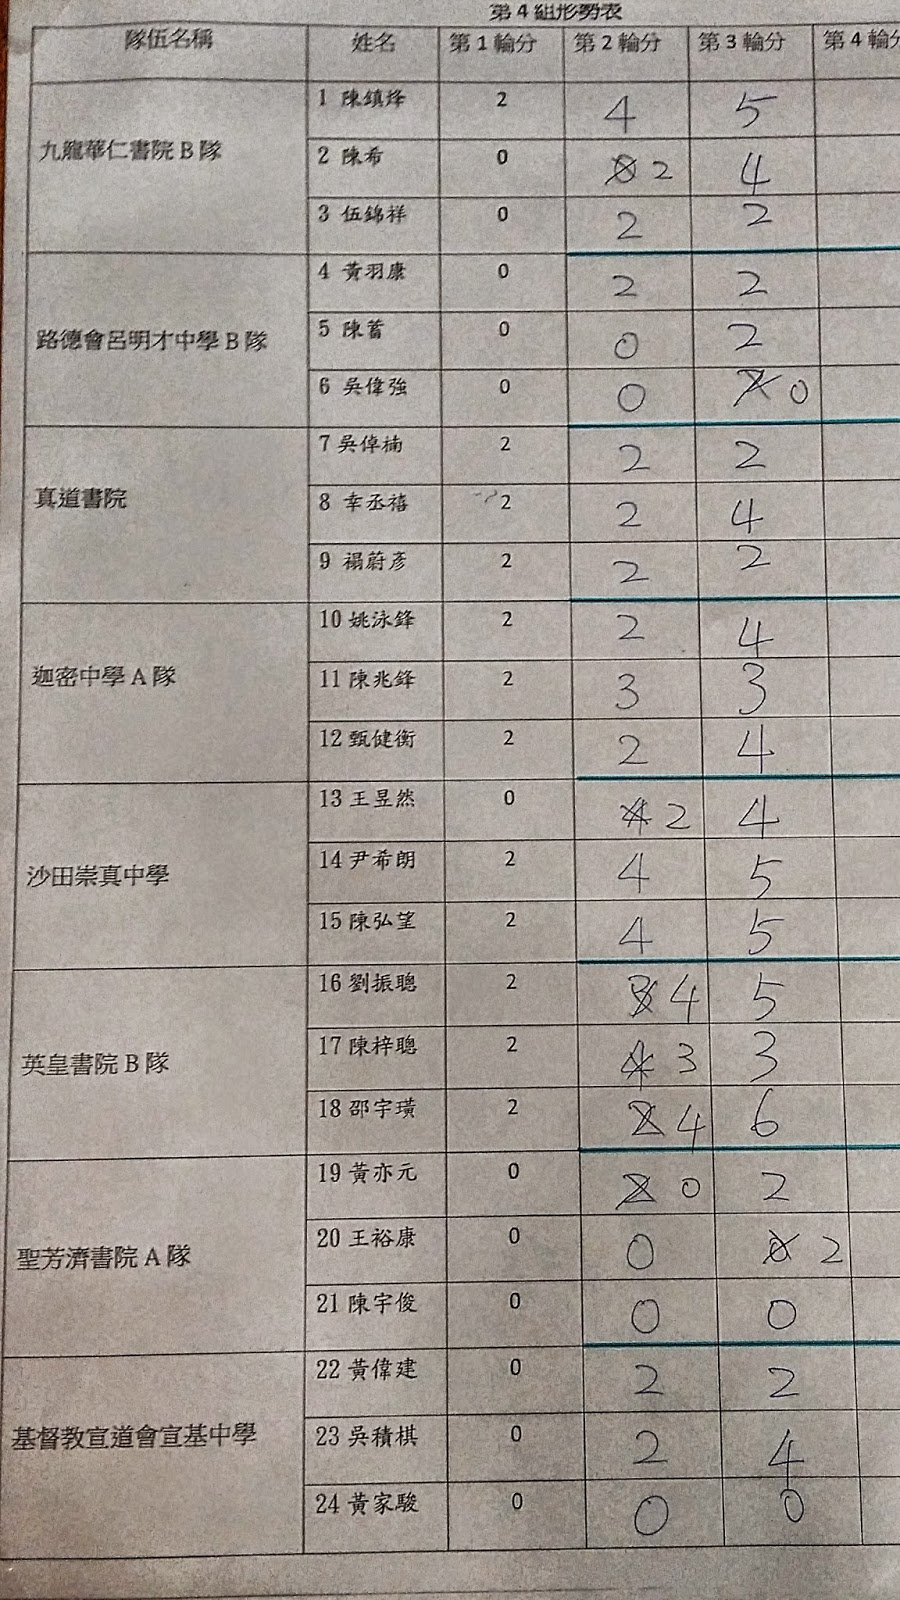 第4組形勢表
隊伍名稱 姓名 第1輪分 第2輪分 第3輪分 第4輪分
九龍華仁書院B隊
1 陳鎮烽 2 4 5
2 陳希 0 0 2 4
3 伍錦祥 0 2 2
路德會呂明才中學B隊
4 黃羽康 0 2 2
5 陳蓄 0 0 2
6 吳偉強 0 0 2 0
真道書院
7 吳倬楠 2 2 2
8 幸丞禧 2 2 4
9 禤蔚彥 2 2 2
迦密中學A隊
10 姚泳鋒 2 2 4
11 陳兆鋒 2 3 3
12 甄健衡 2 2 4
沙田崇真中學
13 王昱然 0 4 2 4
14 尹希朗 2 4 5
15 陳弘望 2 4 5
英皇書院B隊
16 劉振聰 2 3 4 5
17 陳梓聰 2 4 3 3
18 邵宇璜 2 2 4 6
聖芳濟書院A隊
19 黃亦元 0 2 0 2
20 王裕康 0 0 0 2
21 陳宇俊 0 0 0
基督教宣道會宣基中學
22 黃偉建 0 2 2
23 吳積棋 0 2 4
24 黃家駿 0 0 0